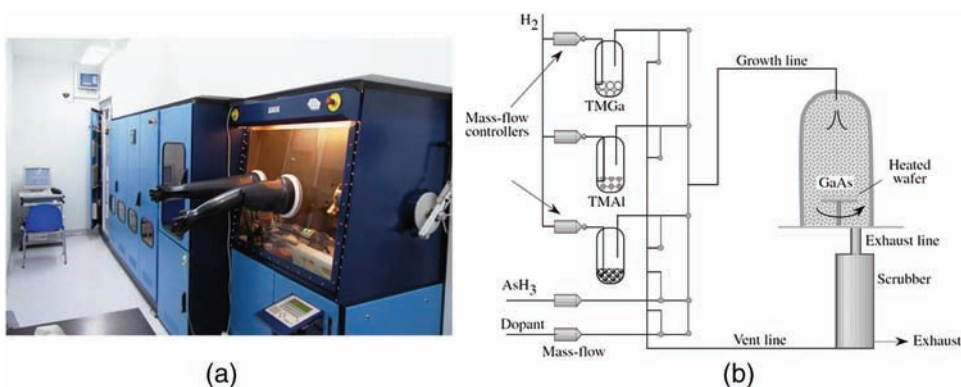 H₂
TMGa
Mass-flow
controllers
TMAl
AsH₃
Dopant
Mass-flow
Growth line
GaAs
Heated
wafer
Exhaust line
Scrubber
Exhaust
Vent line
(a)
(b)